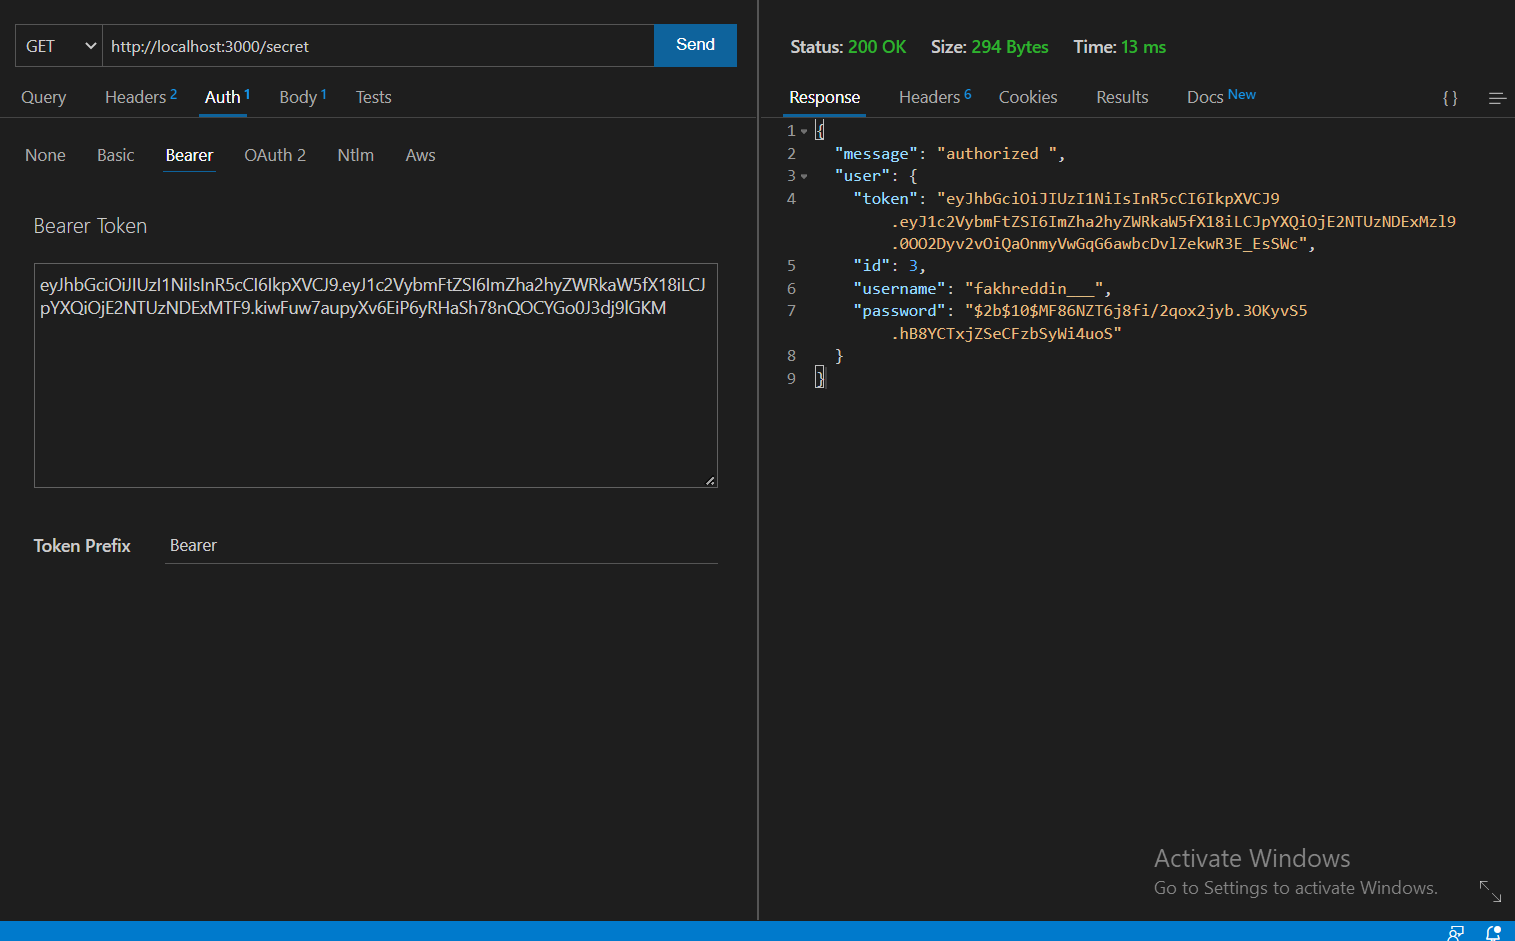 GET http://localhost:3000/secret Send
Query Headers 2 Auth 1 Body 1 Tests
None Basic Bearer OAuth 2 Ntlm Aws
Bearer Token
eyJhbGciOiJIUzI1NiIsInR5cCI6IkpXVCJ9.eyJ1c2VybmFtZSI6ImZha2hyZWRkaW5fX18iLCJ
pYXQiOjE2NTUzNDExMTF9.kiwFuw7aupyXv6EiP6yRHaSh78nQOCYGo0J3dj9lGKM
Token Prefix Bearer
Status: 200 OK Size: 294 Bytes Time: 13 ms
Response Headers 6 Cookies Results Docs New { }
1 {
2 "message": "authorized ",
3 "user": {
4 "token": "eyJhbGciOiJIUzI1NiIsInR5cCI6IkpXVCJ9
.eyJ1c2VybmFtZSI6ImZha2hyZWRkaW5fX18iLCJpYXQiOjE2NTUzNDExMzl9
.0OO2Dyv2vOiQaOnmyVwGqG6awbcDvlZekwR3E_EsSWc",
5 "id": 3,
6 "username": "fakhreddin___",
7 "password": "$2b$10$MF86NZT6j8fi/2qox2jyb.3OKyvS5
.hB8YCTxjZSeCFzbSyWi4uoS"
8 }
9 }
Activate Windows
Go to Settings to activate Windows.